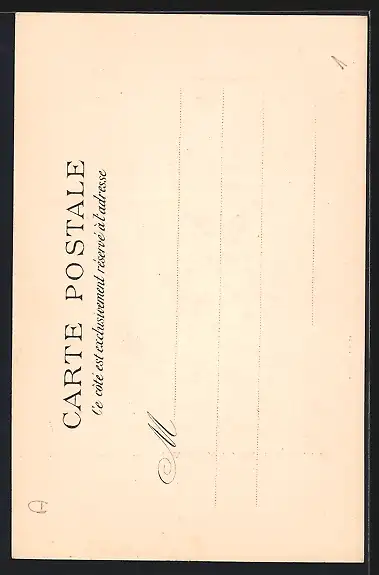 CARTE POSTALE
Ce côté est exclusivement réservé à l'adresse
M